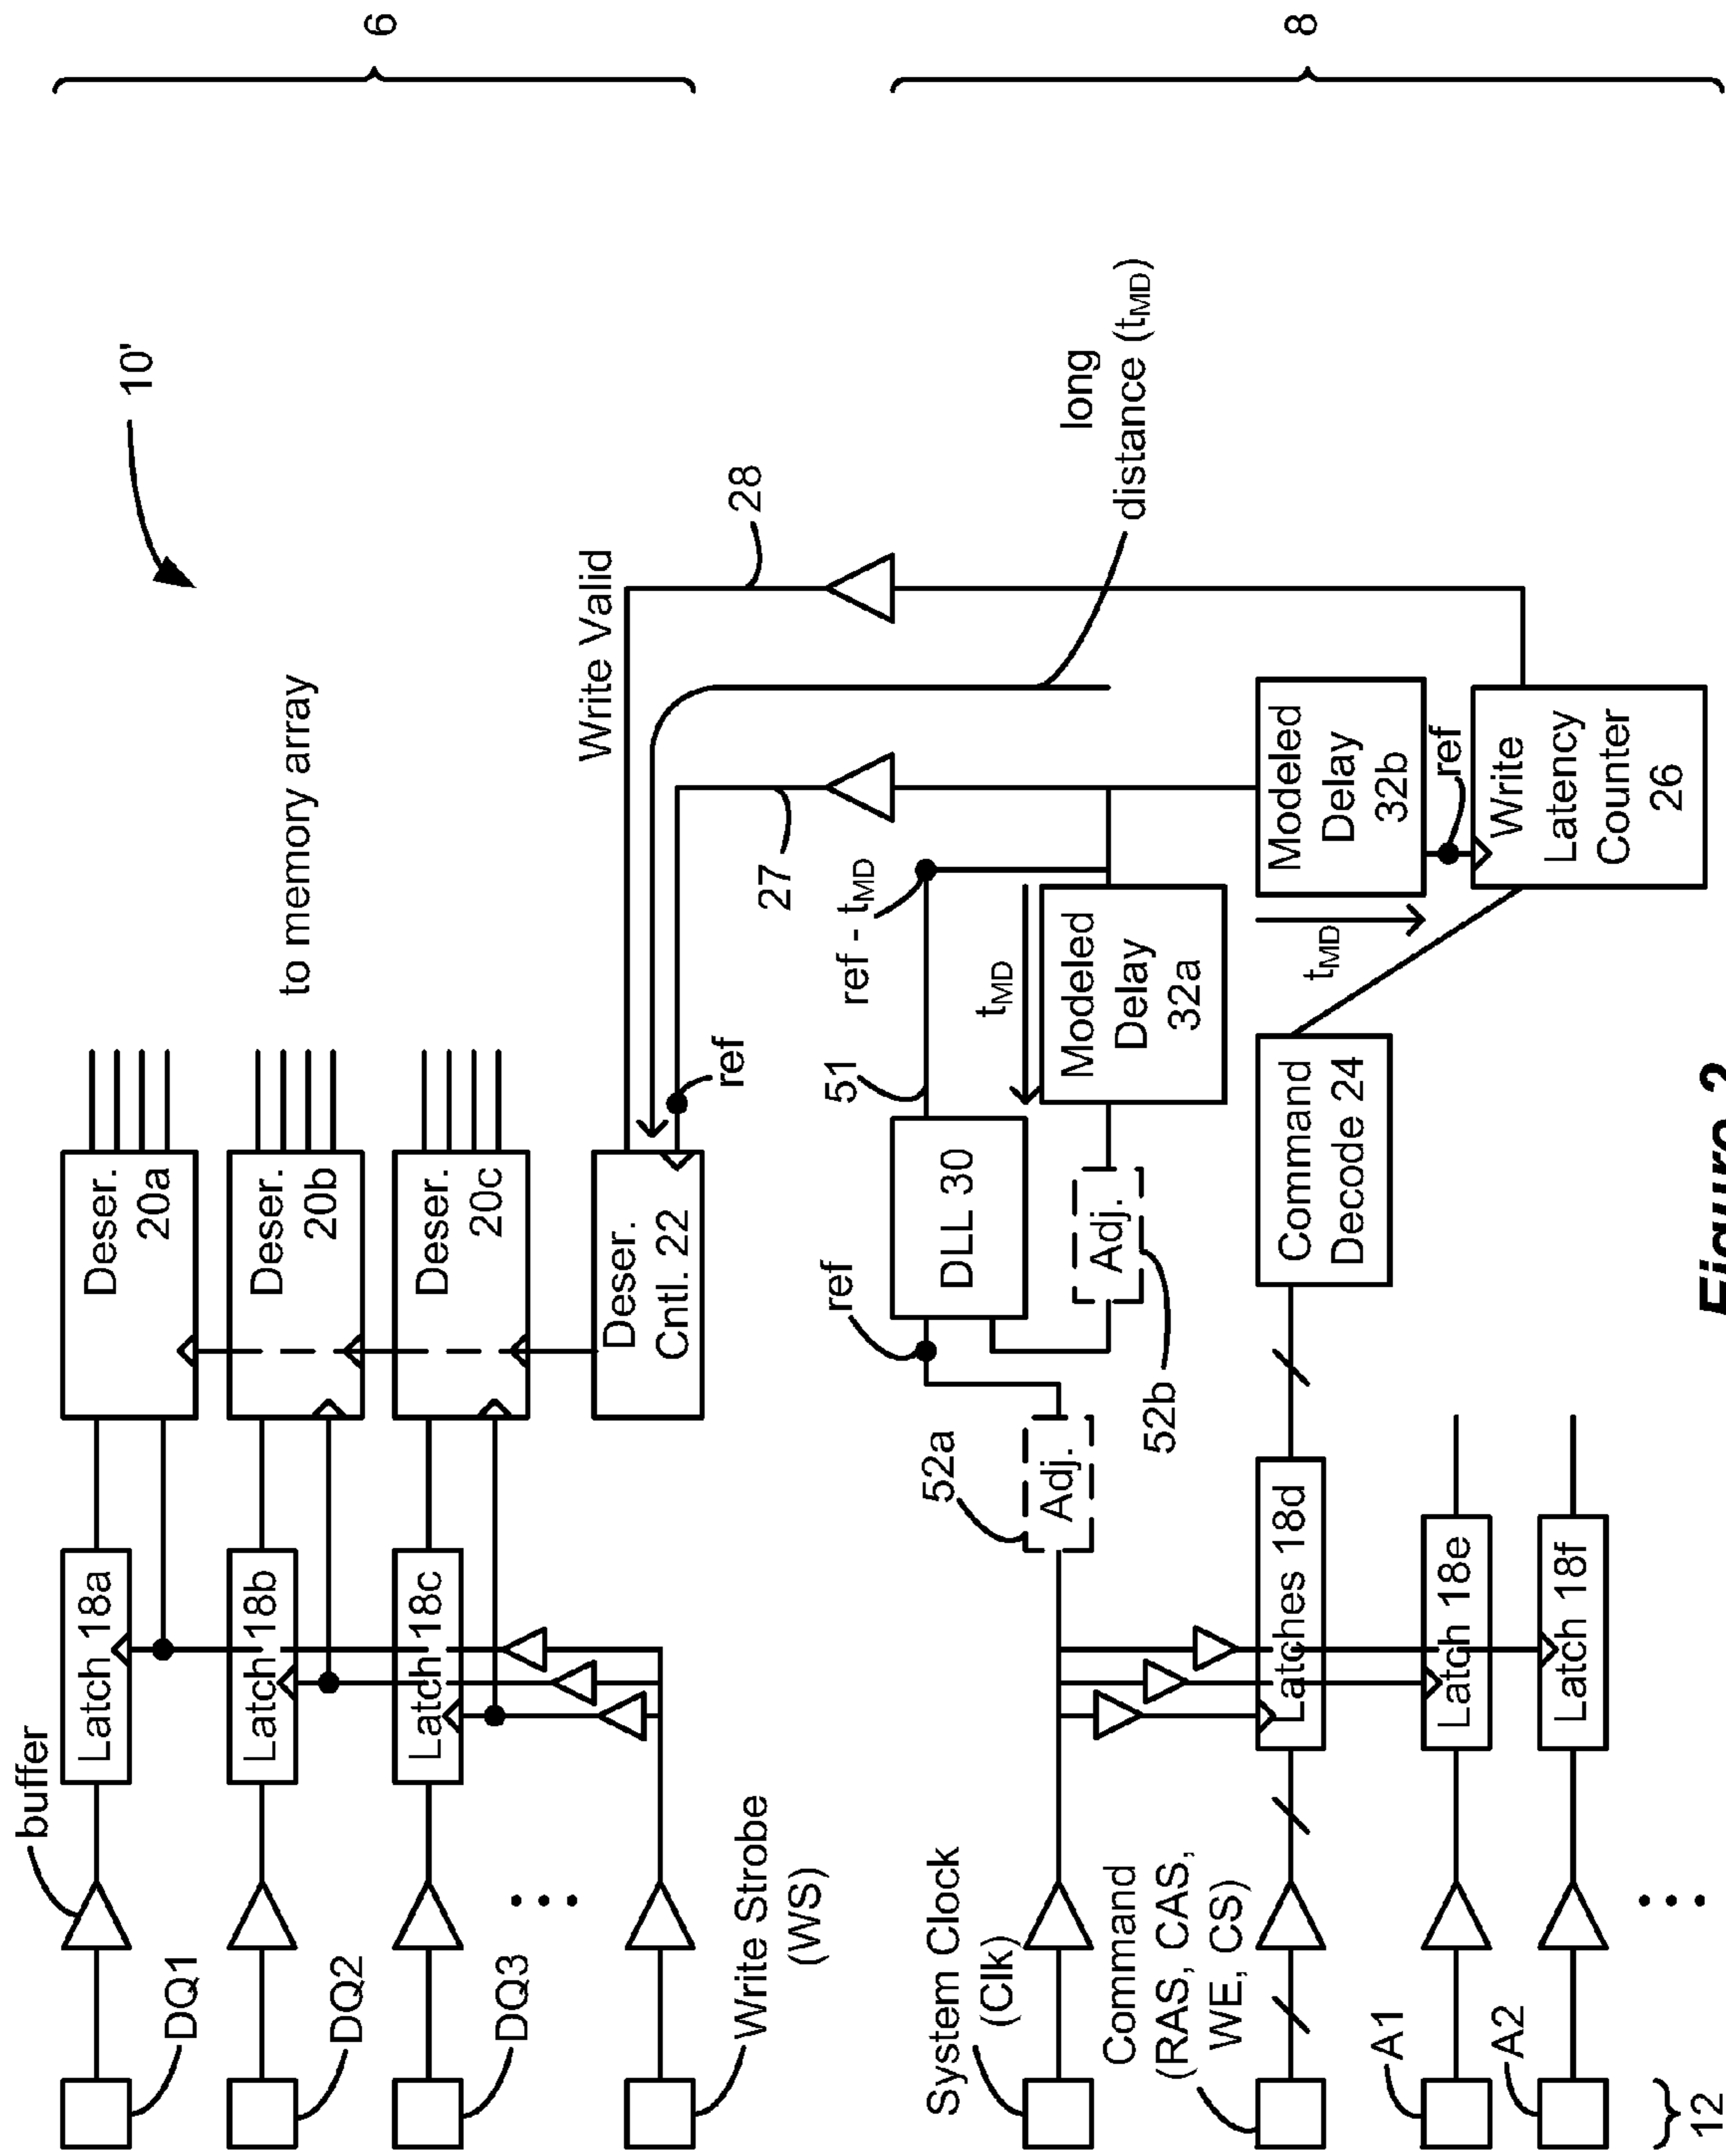 10'
6
8
buffer
DQ1
DQ2
DQ3
Write Strobe
(WS)
Latch 18a
Latch 18b
Latch 18c
Deser.
20a
Deser.
20b
Deser.
20c
Deser.
Cntl. 22
to memory array
Write Valid
ref
27
28
long
distance (tMD)
System Clock
(Clk)
52a
Adj.
ref
DLL 30
51
ref - tMD
tMD
Modeled
Delay
32a
Adj.
52b
Command
(RAS, CAS,
WE, CS)
Latches 18d
Command
Decode 24
tMD
Modeled
Delay
32b
ref
Write
Latency
Counter
26
A1
Latch 18e
A2
Latch 18f
12
Figure 2